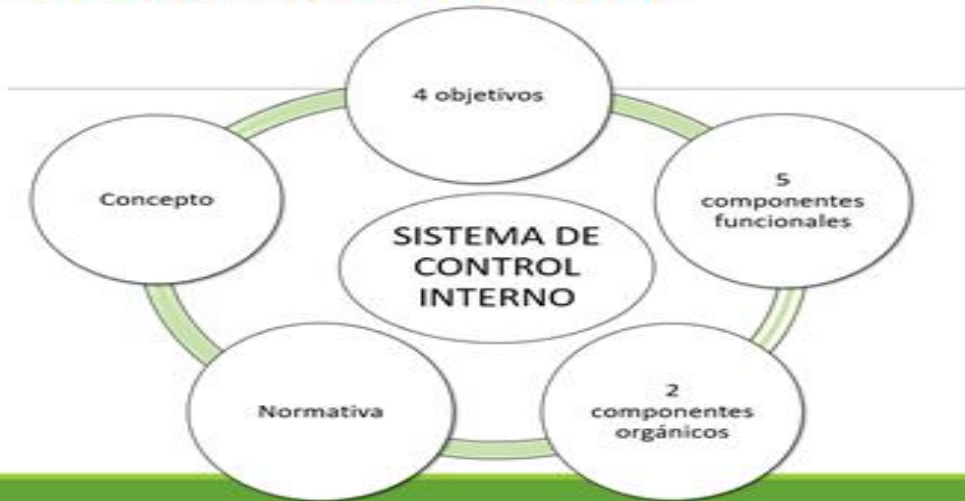 4 objetivos
Concepto
5
componentes
funcionales
SISTEMA DE
CONTROL
INTERNO
Normativa
2
componentes
orgánicos